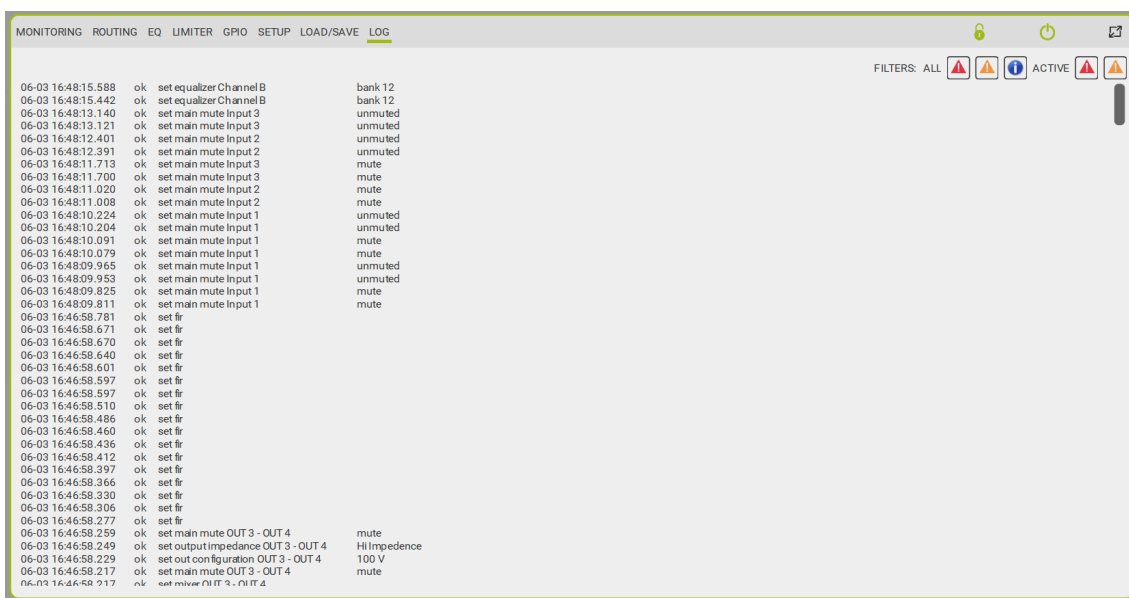 MONITORING ROUTING EQ LIMITER GPIO SETUP LOAD/SAVE LOG
FILTERS: ALL ACTIVE
06-03 16:48:15.588 ok set equalizer Channel B bank 12
06-03 16:48:15.442 ok set equalizer Channel B bank 12
06-03 16:48:13.140 ok set main mute Input 3 unmuted
06-03 16:48:13.121 ok set main mute Input 3 unmuted
06-03 16:48:12.401 ok set main mute Input 2 unmuted
06-03 16:48:12.391 ok set main mute Input 2 unmuted
06-03 16:48:11.713 ok set main mute Input 3 mute
06-03 16:48:11.700 ok set main mute Input 3 mute
06-03 16:48:11.020 ok set main mute Input 2 mute
06-03 16:48:11.008 ok set main mute Input 2 mute
06-03 16:48:10.224 ok set main mute Input 1 unmuted
06-03 16:48:10.204 ok set main mute Input 1 unmuted
06-03 16:48:10.091 ok set main mute Input 1 mute
06-03 16:48:10.079 ok set main mute Input 1 mute
06-03 16:48:09.965 ok set main mute Input 1 unmuted
06-03 16:48:09.953 ok set main mute Input 1 unmuted
06-03 16:48:09.825 ok set main mute Input 1 mute
06-03 16:48:09.811 ok set main mute Input 1 mute
06-03 16:46:58.781 ok set fir
06-03 16:46:58.671 ok set fir
06-03 16:46:58.670 ok set fir
06-03 16:46:58.640 ok set fir
06-03 16:46:58.601 ok set fir
06-03 16:46:58.597 ok set fir
06-03 16:46:58.597 ok set fir
06-03 16:46:58.510 ok set fir
06-03 16:46:58.486 ok set fir
06-03 16:46:58.460 ok set fir
06-03 16:46:58.436 ok set fir
06-03 16:46:58.412 ok set fir
06-03 16:46:58.397 ok set fir
06-03 16:46:58.366 ok set fir
06-03 16:46:58.330 ok set fir
06-03 16:46:58.306 ok set fir
06-03 16:46:58.277 ok set fir
06-03 16:46:58.259 ok set main mute OUT 3 - OUT 4 mute
06-03 16:46:58.249 ok set output impedance OUT 3 - OUT 4 Hi Impedence
06-03 16:46:58.229 ok set out configuration OUT 3 - OUT 4 100 V
06-03 16:46:58.217 ok set main mute OUT 3 - OUT 4 mute
06-03 16:46:58.217 ok set mixer OUT 3 - OUT 4